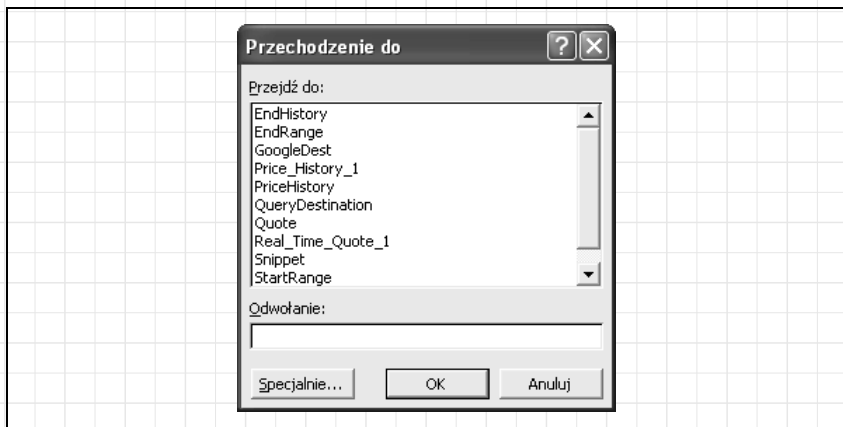 Przechodzenie do
Przejdź do:
EndHistory
EndRange
GoogleDest
Price_History_1
PriceHistory
QueryDestination
Quote
Real_Time_Quote_1
Snippet
StartRange
Odwołanie:
Specjalnie... OK Anuluj